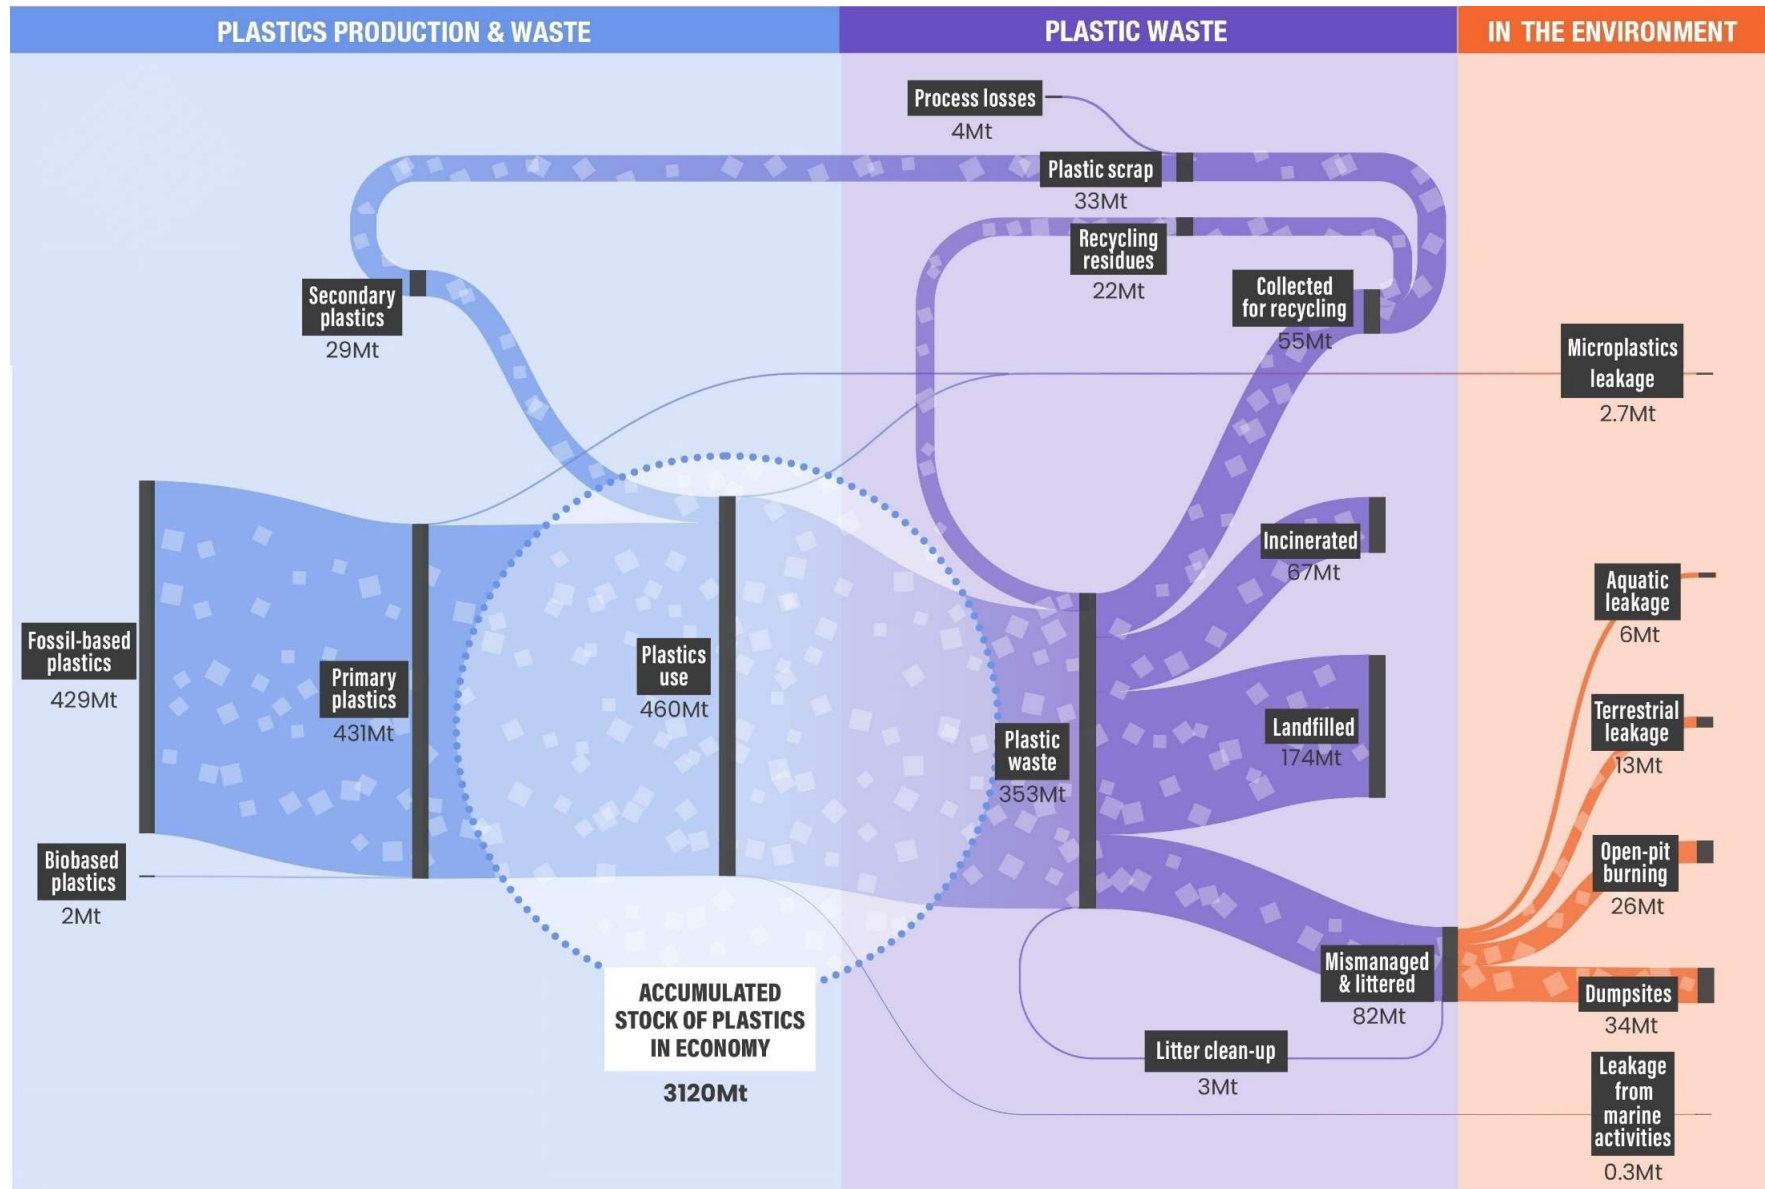 PLASTICS PRODUCTION & WASTE
PLASTIC WASTE
IN THE ENVIRONMENT
Process losses
4Mt
Plastic scrap
33Mt
Recycling
residues
22Mt
Collected
for recycling
55Mt
Secondary
plastics
29Mt
Microplastics
leakage
2.7Mt
Incinerated
67Mt
Aquatic
leakage
6Mt
Fossil-based
plastics
429Mt
Primary
plastics
431Mt
Plastics
use
460Mt
Plastic
waste
353Mt
Landfilled
174Mt
Terrestrial
leakage
13Mt
Open-pit
burning
26Mt
Biobased
plastics
2Mt
Mismanaged
& littered
82Mt
Dumpsites
34Mt
ACCUMULATED
STOCK OF PLASTICS
IN ECONOMY
3120Mt
Litter clean-up
3Mt
Leakage
from
marine
activities
0.3Mt